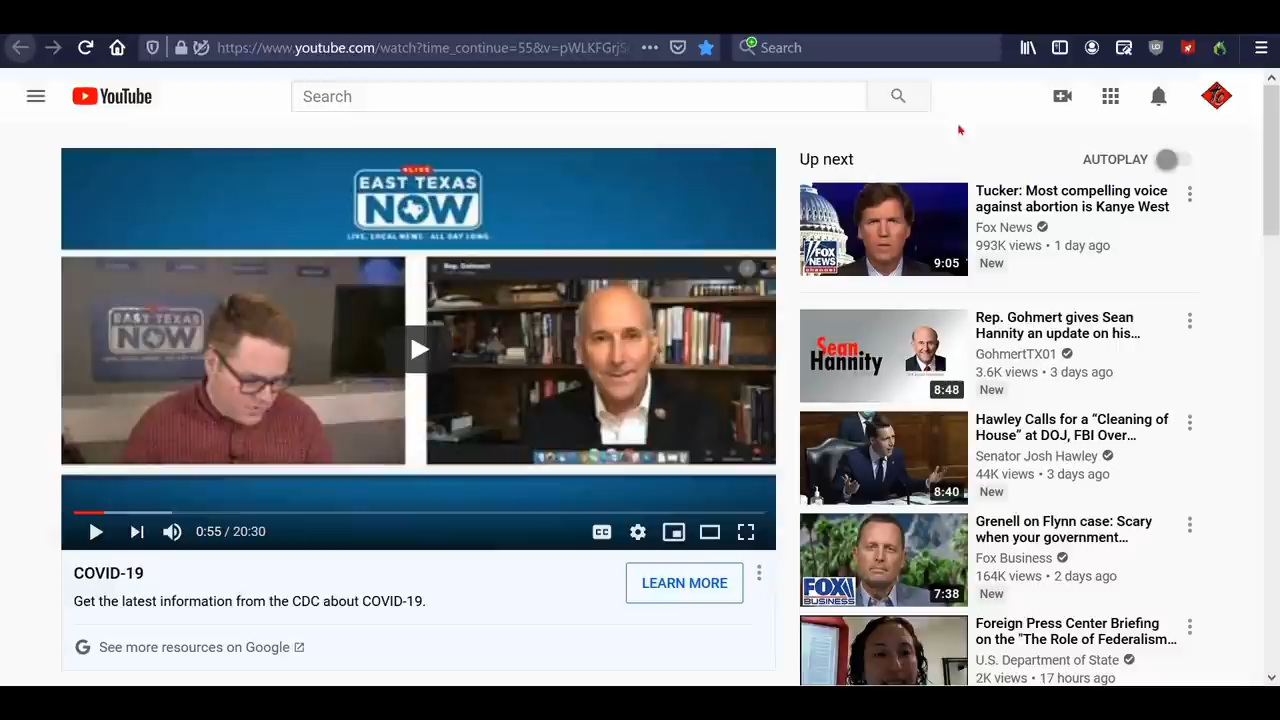 https://www.youtube.com/watch?time_continue=55&v=pWLKFGrjS
Search
YouTube
Search
LIVE
EAST TEXAS
NOW
LIVE, LOCAL NEWS ALL DAY LONG
EAST TEXAS
NOW
Rep. Gohmert
0:55 / 20:30
CC
COVID-19
Get the latest information from the CDC about COVID-19.
LEARN MORE
See more resources on Google
Up next
AUTOPLAY
FOX
NEWS
channel
9:05
Tucker: Most compelling voice
against abortion is Kanye West
Fox News
993K views • 1 day ago
New
Sean
Hannity
8:48
Rep. Gohmert gives Sean
Hannity an update on his...
GohmertTX01
3.6K views • 3 days ago
New
8:40
Hawley Calls for a “Cleaning of
House” at DOJ, FBI Over...
Senator Josh Hawley
44K views • 3 days ago
New
FOX
BUSINESS
7:38
Grenell on Flynn case: Scary
when your government...
Fox Business
164K views • 2 days ago
New
Foreign Press Center Briefing
on the "The Role of Federalism...
U.S. Department of State
2K views • 17 hours ago